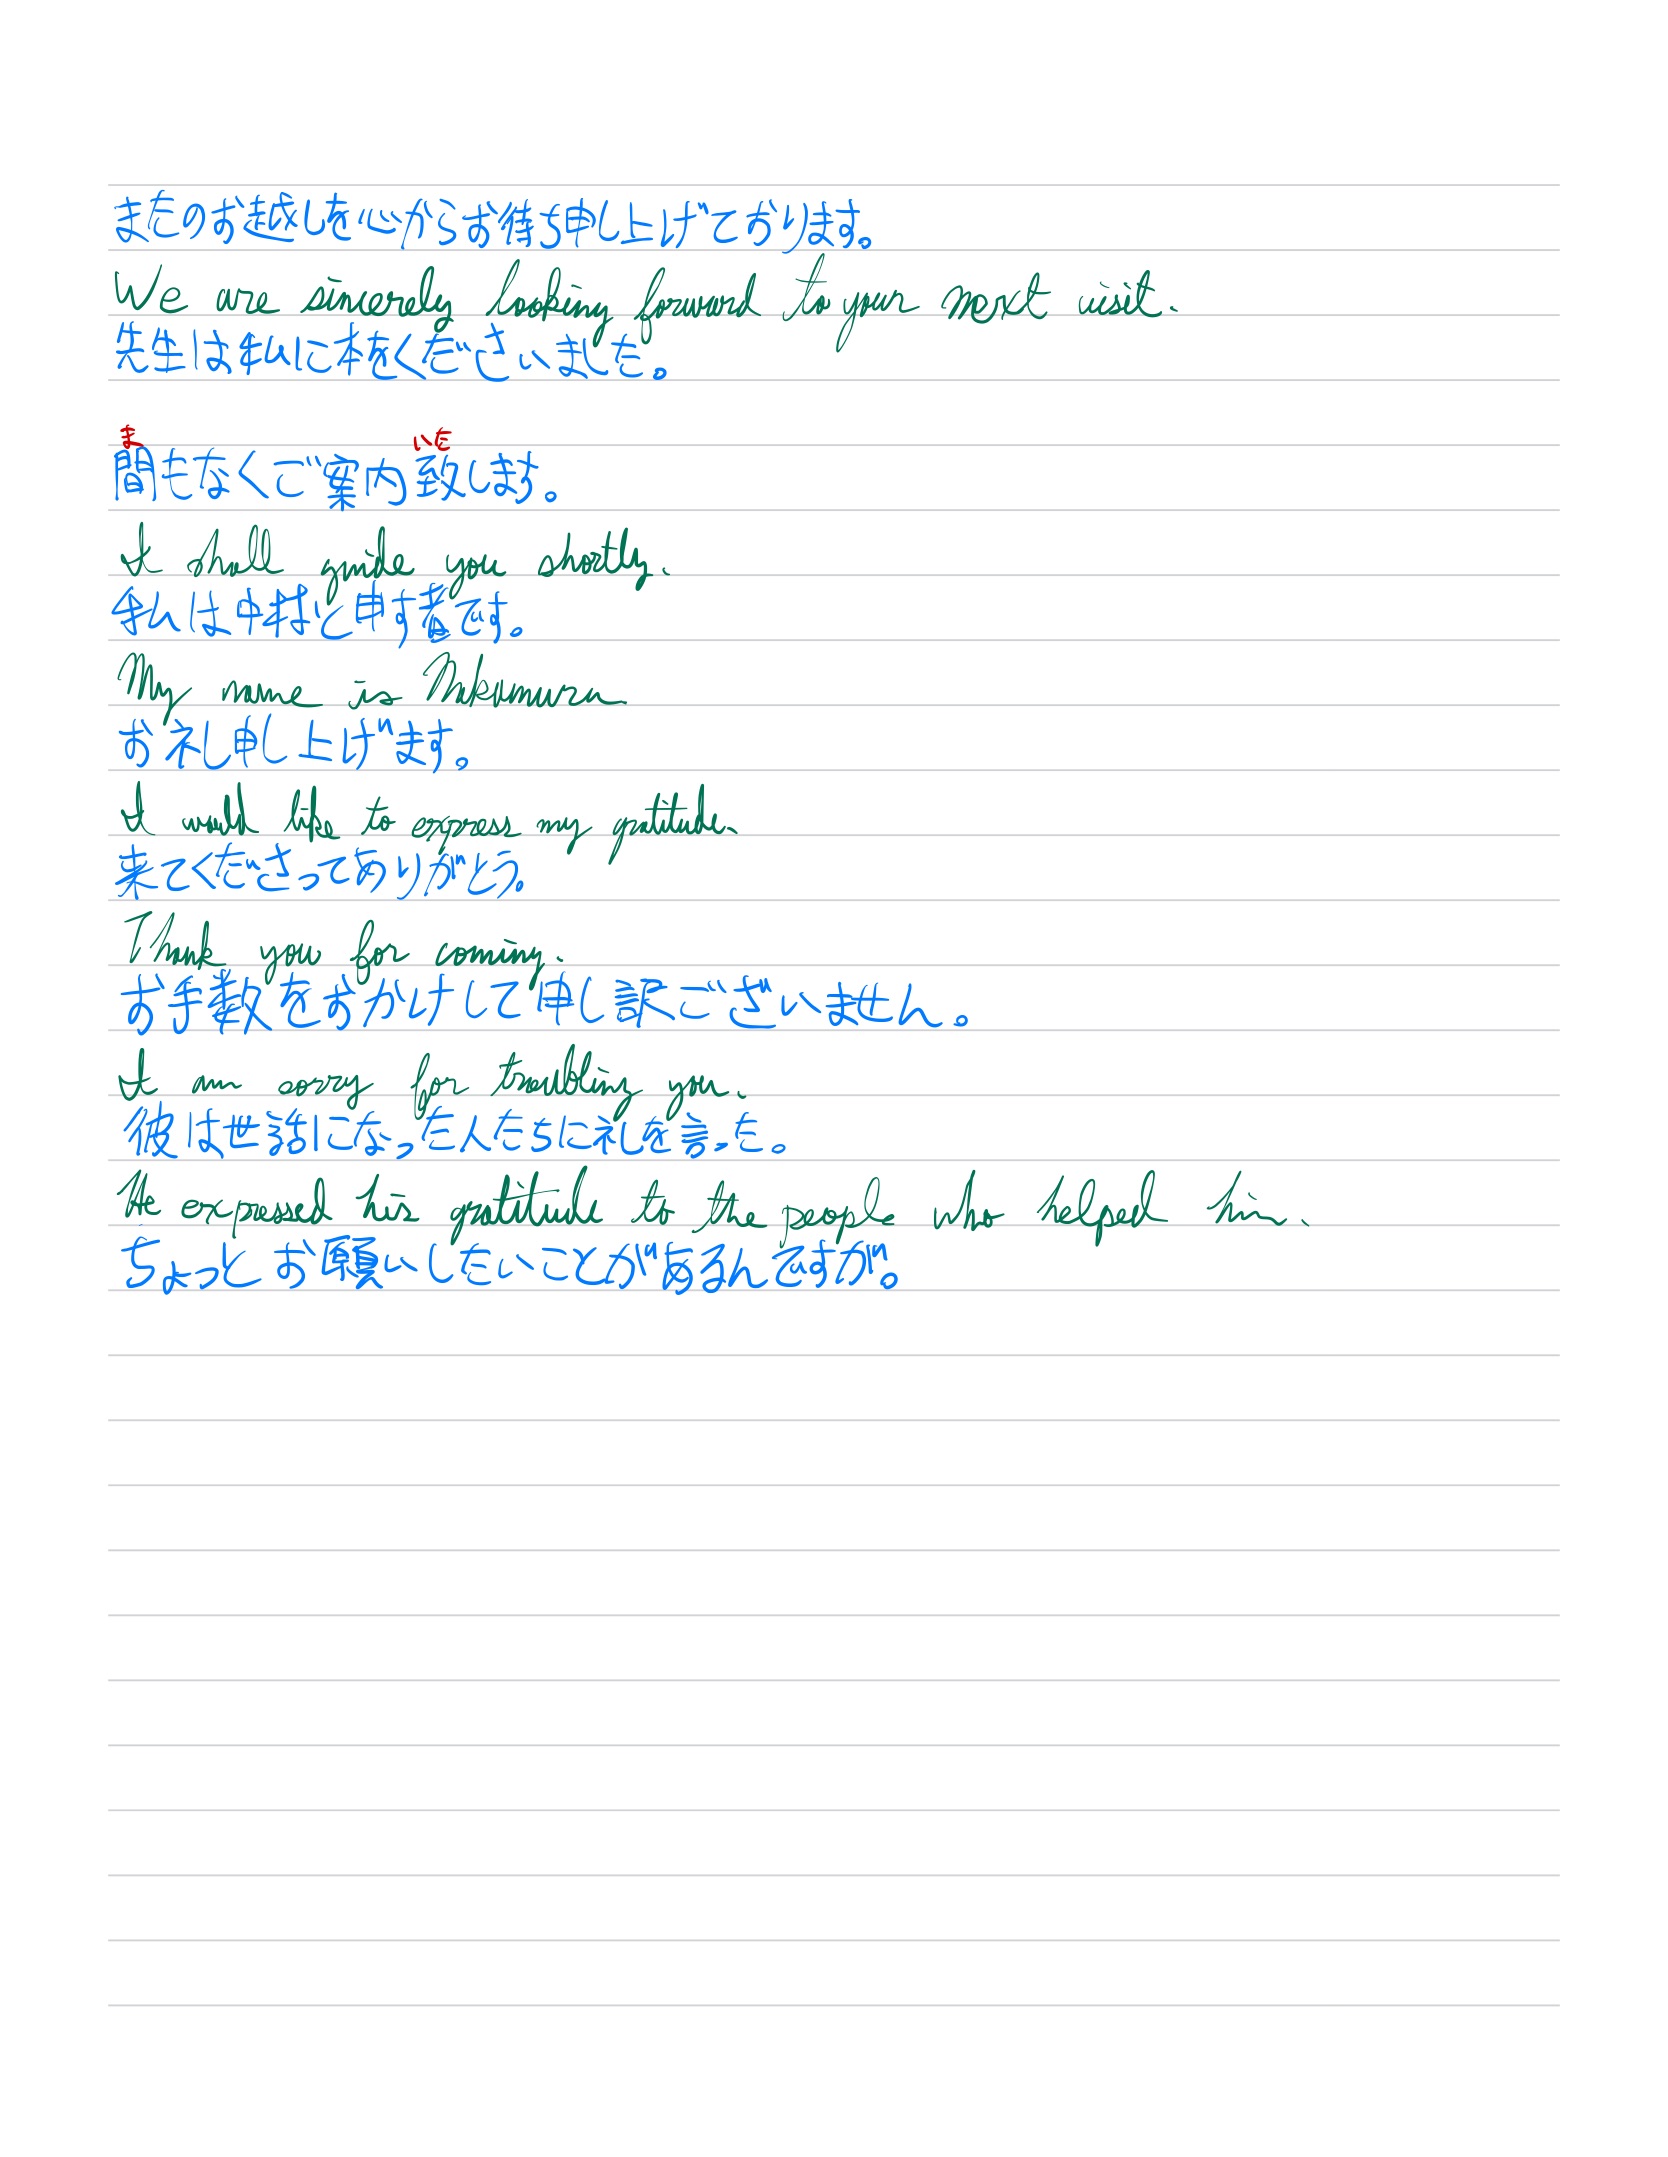 またのお越しを心からお待ち申し上げております。
We are sincerely looking forward to your next visit.
先生は私に本をくださいました。
ま いた
間もなくご案内致します。
I shall guide you shortly.
私は中村と申す者です。
My name is Nakamura
お礼申し上げます。
I would like to express my gratitude.
来てくださってありがとう。
Thank you for coming.
お手数をおかけして申し訳ございません。
I am sorry for troubling you.
彼は世話になった人たちに礼を言った。
He expressed his gratitude to the people who helped him.
ちょっとお願いしたいことがあるんですが。